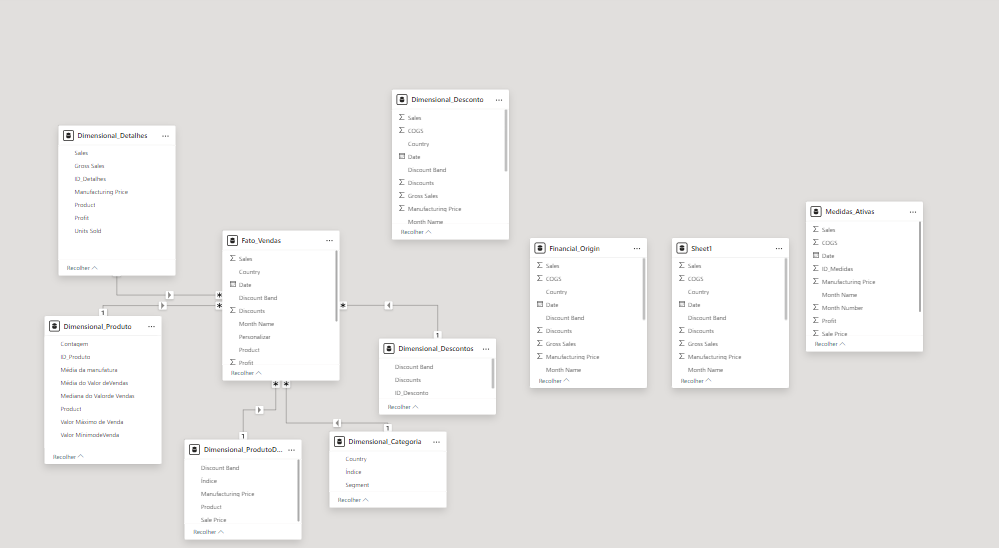 Dimensional_Desconto
Sales
COGS
Country
Date
Discount Band
Discounts
Gross Sales
Manufacturing Price
Month Name
Recolher
Dimensional_Detalhes
Sales
Gross Sales
ID_Detalhes
Manufacturing Price
Product
Profit
Units Sold
Recolher
Medidas_Ativas
Sales
COGS
Date
ID_Medidas
Manufacturing Price
Month Name
Month Number
Profit
Sale Price
Recolher
Fato_Vendas
Sales
Country
Date
Discount Band
Discounts
Month Name
Personalizar
Product
Profit
Recolher
Financial_Origin
Sales
COGS
Country
Date
Discount Band
Discounts
Gross Sales
Manufacturing Price
Month Name
Recolher
Sheet1
Sales
COGS
Country
Date
Discount Band
Discounts
Gross Sales
Manufacturing Price
Month Name
Recolher
1
Dimensional_Produto
Contagem
ID_Produto
Média da manufatura
Média do Valor deVendas
Mediana do Valorde Vendas
Product
Valor Máximo de Venda
Valor MinimodeVenda
Recolher
1
Dimensional_Descontos
Discount Band
Discounts
ID_Desconto
Recolher
1
Dimensional_ProdutoD...
Discount Band
Índice
Manufacturing Price
Product
Sale Price
Recolher
1
Dimensional_Categoria
Country
Índice
Segment
Recolher